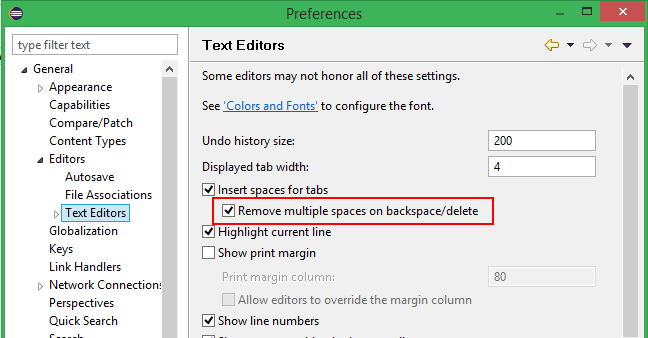 Preferences
type filter text
General
Appearance
Capabilities
Compare/Patch
Content Types
Editors
Autosave
File Associations
Text Editors
Globalization
Keys
Link Handlers
Network Connections
Perspectives
Quick Search
Search
Text Editors
Some editors may not honor all of these settings.
See 'Colors and Fonts' to configure the font.
Undo history size: 200
Displayed tab width: 4
Insert spaces for tabs
Remove multiple spaces on backspace/delete
Highlight current line
Show print margin
Print margin column: 80
Allow editors to override the margin column
Show line numbers